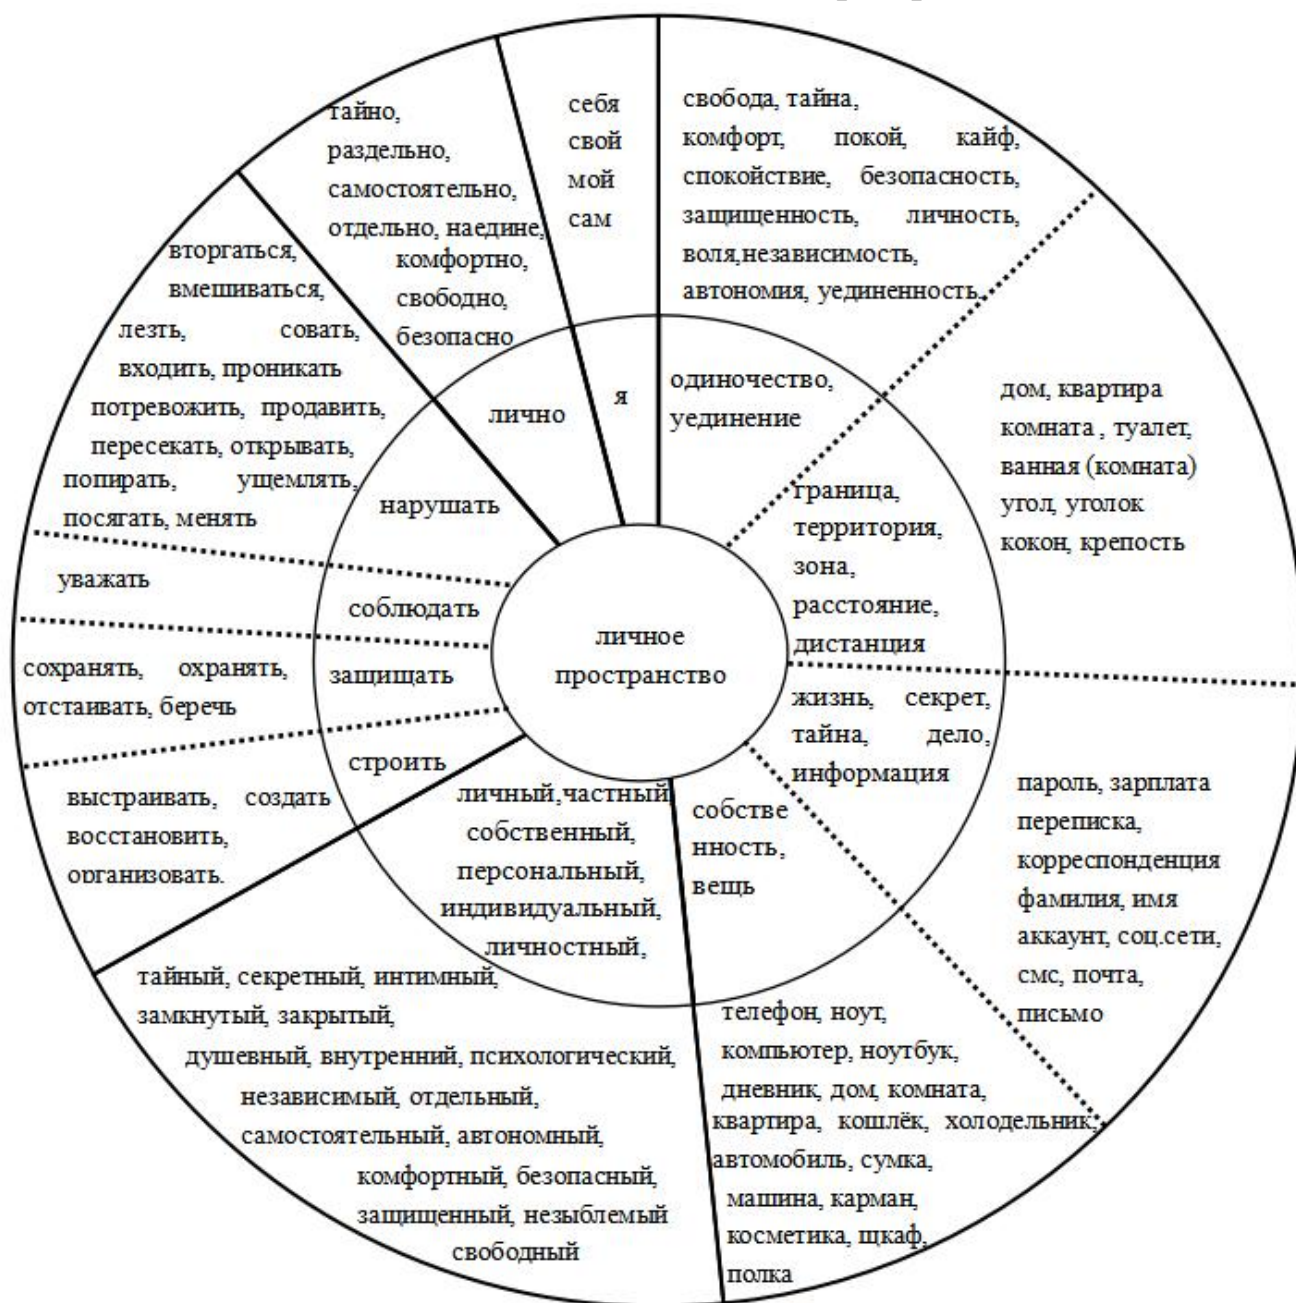 тайно,
раздельно,
самостоятельно,
отдельно, наедине,
комфортно,
свободно,
безопасно
себя
свой
мой
сам
свобода, тайна,
комфорт, покой, кайф,
спокойствие, безопасность,
защищенность, личность,
воля,независимость,
автономия, уединенность.
вторгаться,
вмешиваться,
лезть, совать,
входить, проникать
потревожить, продавить,
пересекать, открывать,
попирать, ущемлять,
посягать, менять
лично
я
одиночество,
уединение
дом, квартира
комната , туалет,
ванная (комната)
угол, уголок
кокон, крепость
нарушать
граница,
территория,
зона,
расстояние,
дистанция
уважать
соблюдать
личное
пространство
сохранять, охранять,
отстаивать, беречь
защищать
жизнь, секрет,
тайна, дело,
информация
строить
выстраивать, создать
восстановить,
организовать.
личный,частный,
собственный,
персональный,
индивидуальный,
личностный,
собстве
нность,
вещь
пароль, зарплата
переписка,
корреспонденция
фамилия, имя
аккаунт, соц.сети,
смс, почта,
письмо
тайный, секретный, интимный,
замкнутый, закрытый,
душевный, внутренний, психологический,
независимый, отдельный,
самостоятельный, автономный,
комфортный, безопасный,
защищенный, незыблемый
свободный
телефон, ноут,
компьютер, ноутбук,
дневник, дом, комната,
квартира, кошлёк, холодельник,
автомобиль, сумка,
машина, карман,
косметика, щкаф,
полка